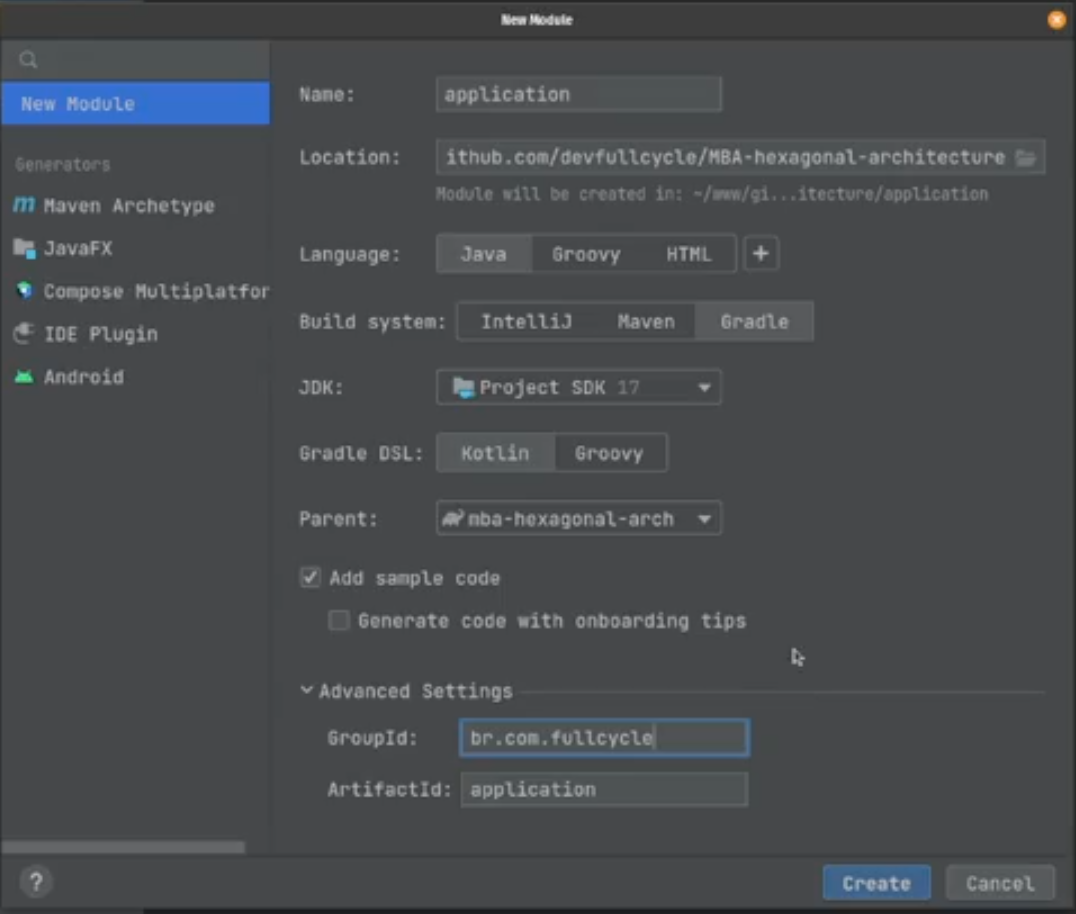 New Module
New Module
Generators
Maven Archetype
JavaFX
Compose Multiplatfor
IDE Plugin
Android
Name: application
Location: ithub.com/devfullcycle/MBA-hexagonal-architecture
Module will be created in: ~/www/gi...itecture/application
Language: Java Groovy HTML +
Build system: IntelliJ Maven Gradle
JDK: Project SDK 17
Gradle DSL: Kotlin Groovy
Parent: mba-hexagonal-arch
Add sample code
Generate code with onboarding tips
Advanced Settings
GroupId: br.com.fullcycle
ArtifactId: application
? Create Cancel